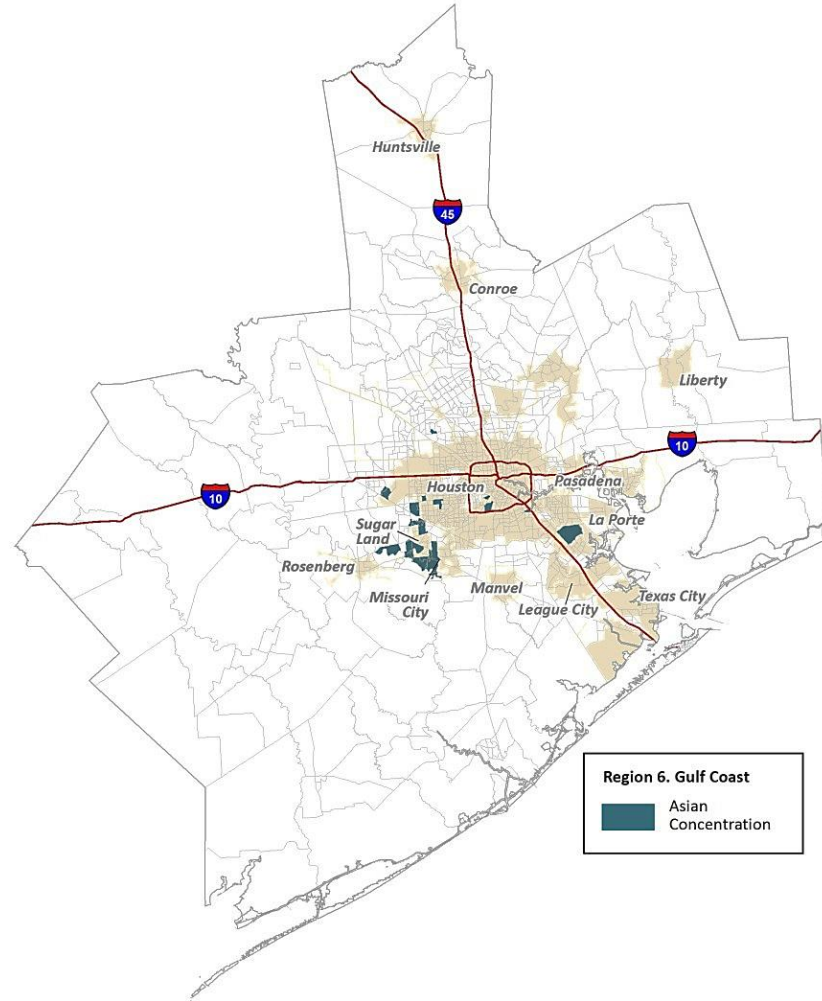 Huntsville
45
Conroe
Liberty
10
Pasadena
Houston
10
La Porte
Sugar
Land
Rosenberg
Missouri
City
Manvel
League City
Texas City
Region 6. Gulf Coast
Asian
Concentration